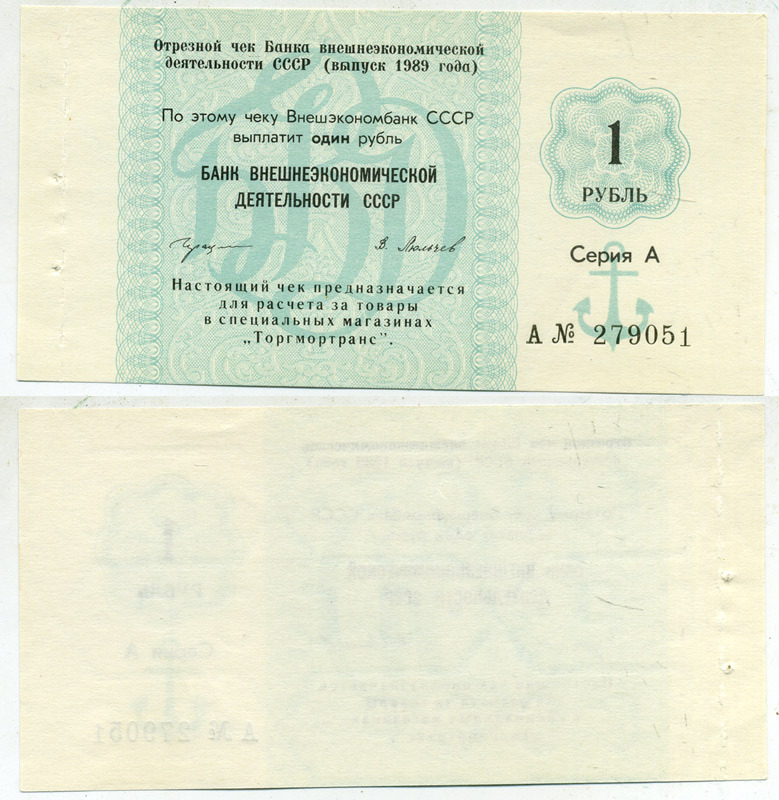 Отрезной чек Банка внешнеэкономической
деятельности СССР (выпуск 1989 года)
По этому чеку Внешэкономбанк СССР
выплатит один рубль
БАНК ВНЕШНЕЭКОНОМИЧЕСКОЙ
ДЕЯТЕЛЬНОСТИ СССР
В. Люльчев
Настоящий чек предназначается
для расчета за товары
в специальных магазинах
„Торгмортранс".
1
РУБЛЬ
Серия А
А № 279051